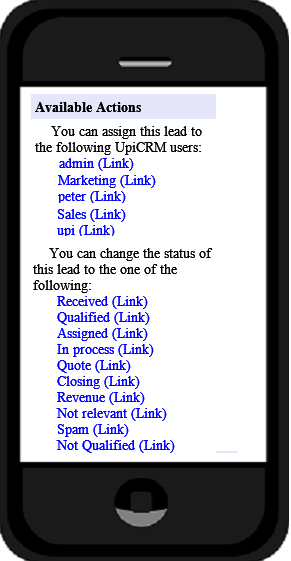 Available Actions
You can assign this lead to
the following UpiCRM users:
admin (Link)
Marketing (Link)
peter (Link)
Sales (Link)
upi (Link)
You can change the status of
this lead to the one of the
following:
Received (Link)
Qualified (Link)
Assigned (Link)
In process (Link)
Quote (Link)
Closing (Link)
Revenue (Link)
Not relevant (Link)
Spam (Link)
Not Qualified (Link)